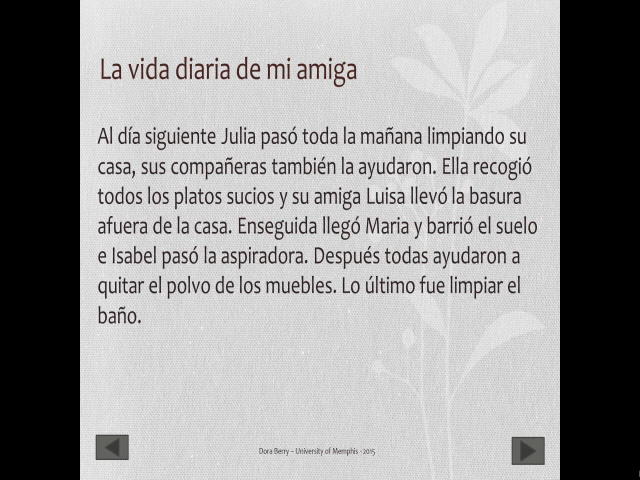 La vida diaria de mi amiga
Al día siguiente Julia pasó toda la mañana limpiando su
casa, sus compañeras también la ayudaron. Ella recogió
todos los platos sucios y su amiga Luisa llevó la basura
afuera de la casa. Enseguida llegó Maria y barrió el suelo
e Isabel pasó la aspiradora. Después todas ayudaron a
quitar el polvo de los muebles. Lo último fue limpiar el
baño.
Dora Berry – University of Memphis - 2015